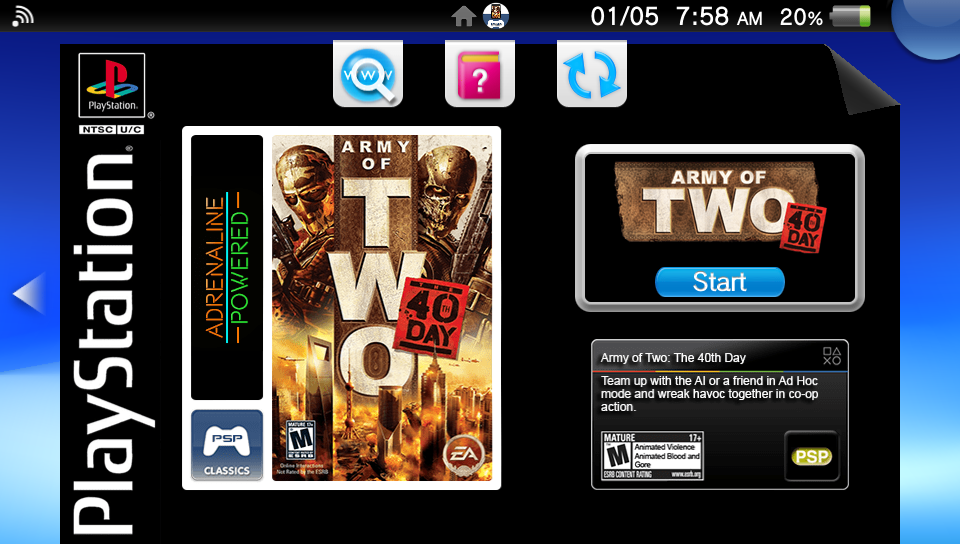 01/05 7:58 AM 20%
PlayStation®
NTSC U/C
PlayStation®
www
?
ADRENALINE
POWERED
PSP
CLASSICS
ARMY
OF
TWO
40TH
DAY
MATURE 17+
M
ESRB
Online Interactions
Not Rated by the ESRB
EA
ARMY OF
TWO
40
DAY
Start
Army of Two: The 40th Day
Team up with the AI or a friend in Ad Hoc
mode and wreak havoc together in co-op
action.
MATURE 17+
M
Animated Violence
Animated Blood and
Gore
ESRB CONTENT RATING www.esrb.org
PSP